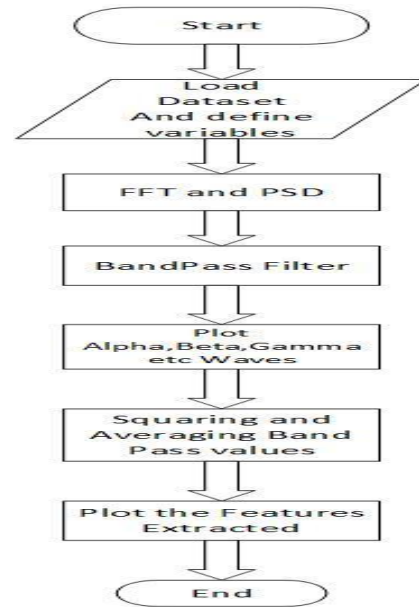 Start
Load
Dataset
And define
variables
FFT and PSD
BandPass Filter
Plot
Alpha,Beta,Gamma
etc Waves
Squaring and
Averaging Band
Pass values
Plot the Features
Extracted
End